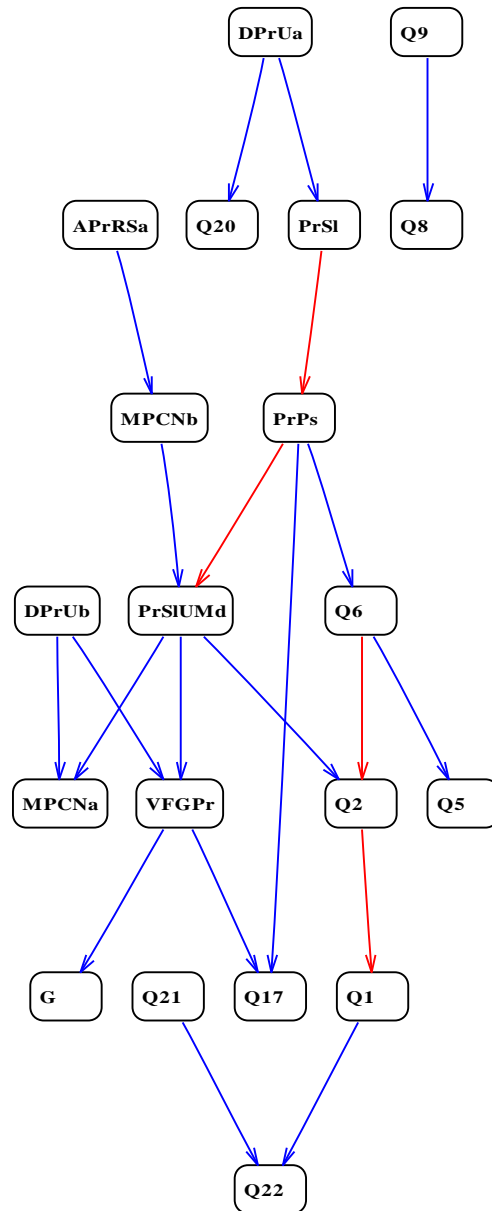 DPrUa
Q9
APrRSa
Q20
PrSl
Q8
MPCNb
PrPs
DPrUb
PrSlUMd
Q6
MPCNa
VFGPr
Q2
Q5
G
Q21
Q17
Q1
Q22